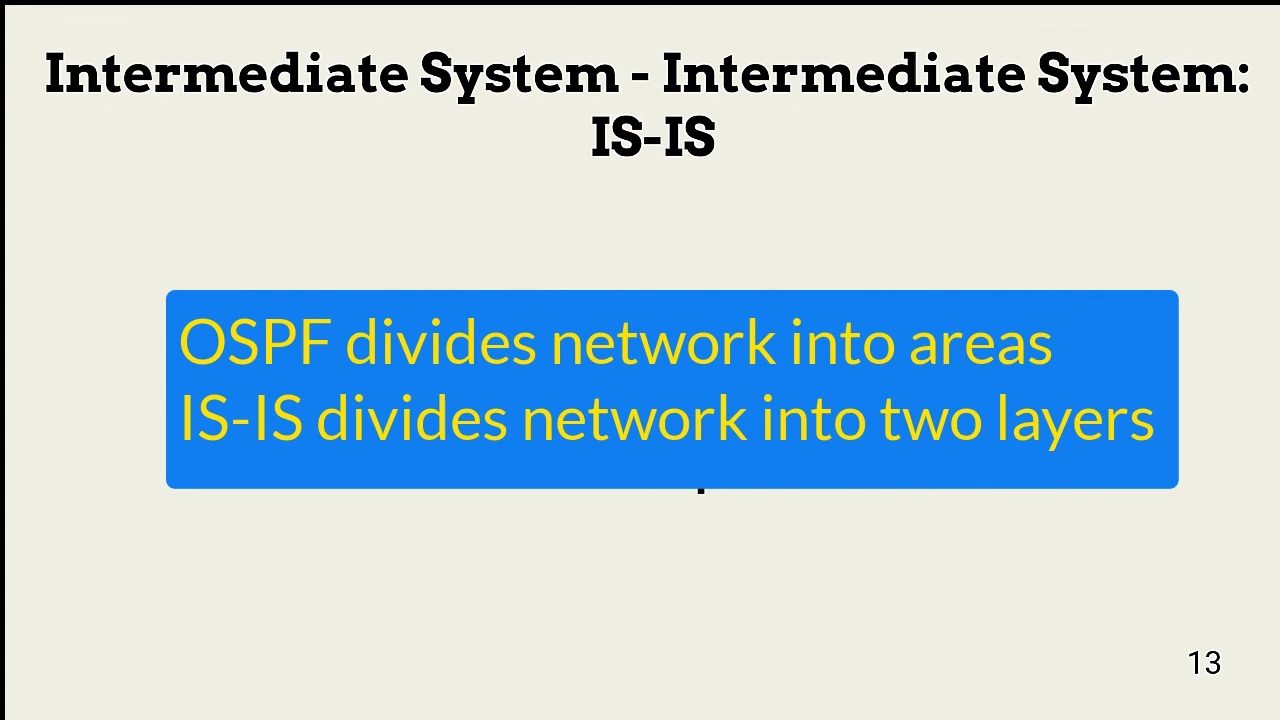 Intermediate System - Intermediate System:
IS-IS
OSPF divides network into areas
IS-IS divides network into two layers
13